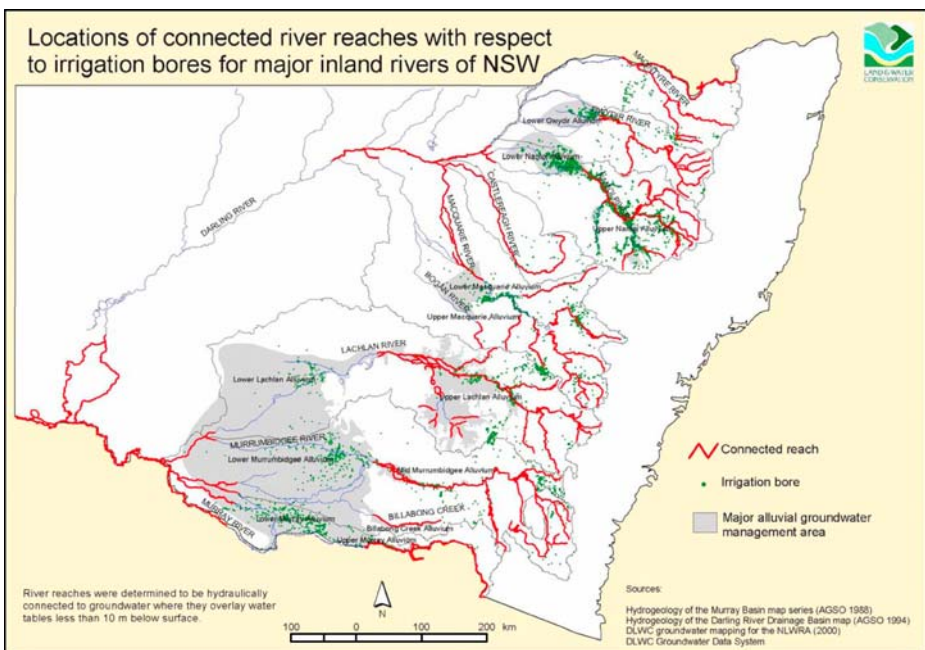 Locations of connected river reaches with respect
to irrigation bores for major inland rivers of NSW
LAND & WATER
CONSERVATION
MACINTYRE RIVER
Lower Gwydir Alluvium
GWYDIR RIVER
Lower Namoi Alluvium
DARLING RIVER
MACQUARIE RIVER
CASTLEREAGH RIVER
Upper Namoi Alluvium
BOGAN RIVER
Lower Macquarie Alluvium
Upper Macquarie Alluvium
LACHLAN RIVER
Lower Lachlan Alluvium
Upper Lachlan Alluvium
MURRUMBIDGEE RIVER
Lower Murrumbidgee Alluvium
Mid Murrumbidgee Alluvium
MURRAY RIVER
Lower Murray Alluvium
BILLABONG CREEK
Billabong Creek Alluvium
Upper Murray Alluvium
Connected reach
Irrigation bore
Major alluvial groundwater
management area
River reaches were determined to be hydraulically
connected to groundwater where they overlay water
tables less than 10 m below surface.
N
100 0 100 200 km
Sources:
Hydrogeology of the Murray Basin map series (AGSO 1988)
Hydrogeology of the Darling River Drainage Basin map (AGSO 1994)
DLWC groundwater mapping for the NLWRA (2000)
DLWC Groundwater Data System